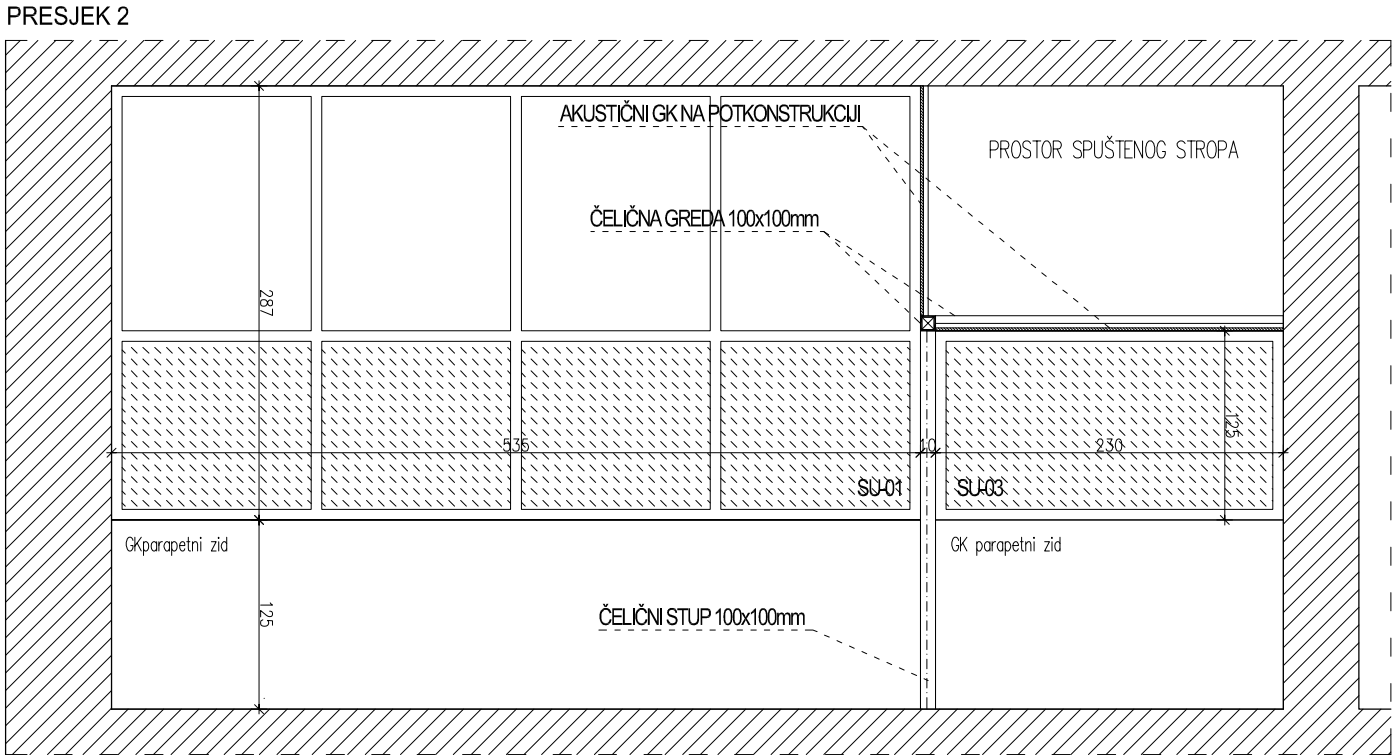 PRESJEK 2
AKUSTIČNI GK NA POTKONSTRUKCIJI
PROSTOR SPUŠTENOG STROPA
ČELIČNA GREDA 100x100mm
287
535
10
230
125
SU-01
SU-03
GKparapetni zid
GK parapetni zid
125
ČELIČNI STUP 100x100mm